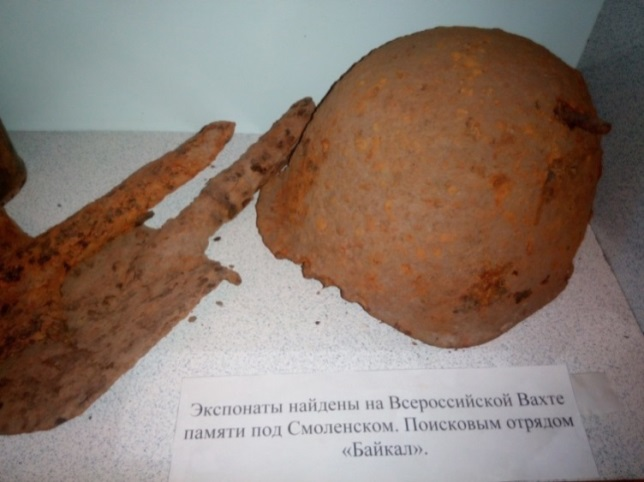 Экспонаты найдены на Всероссийской Вахте
памяти под Смоленском. Поисковым отрядом
«Байкал».